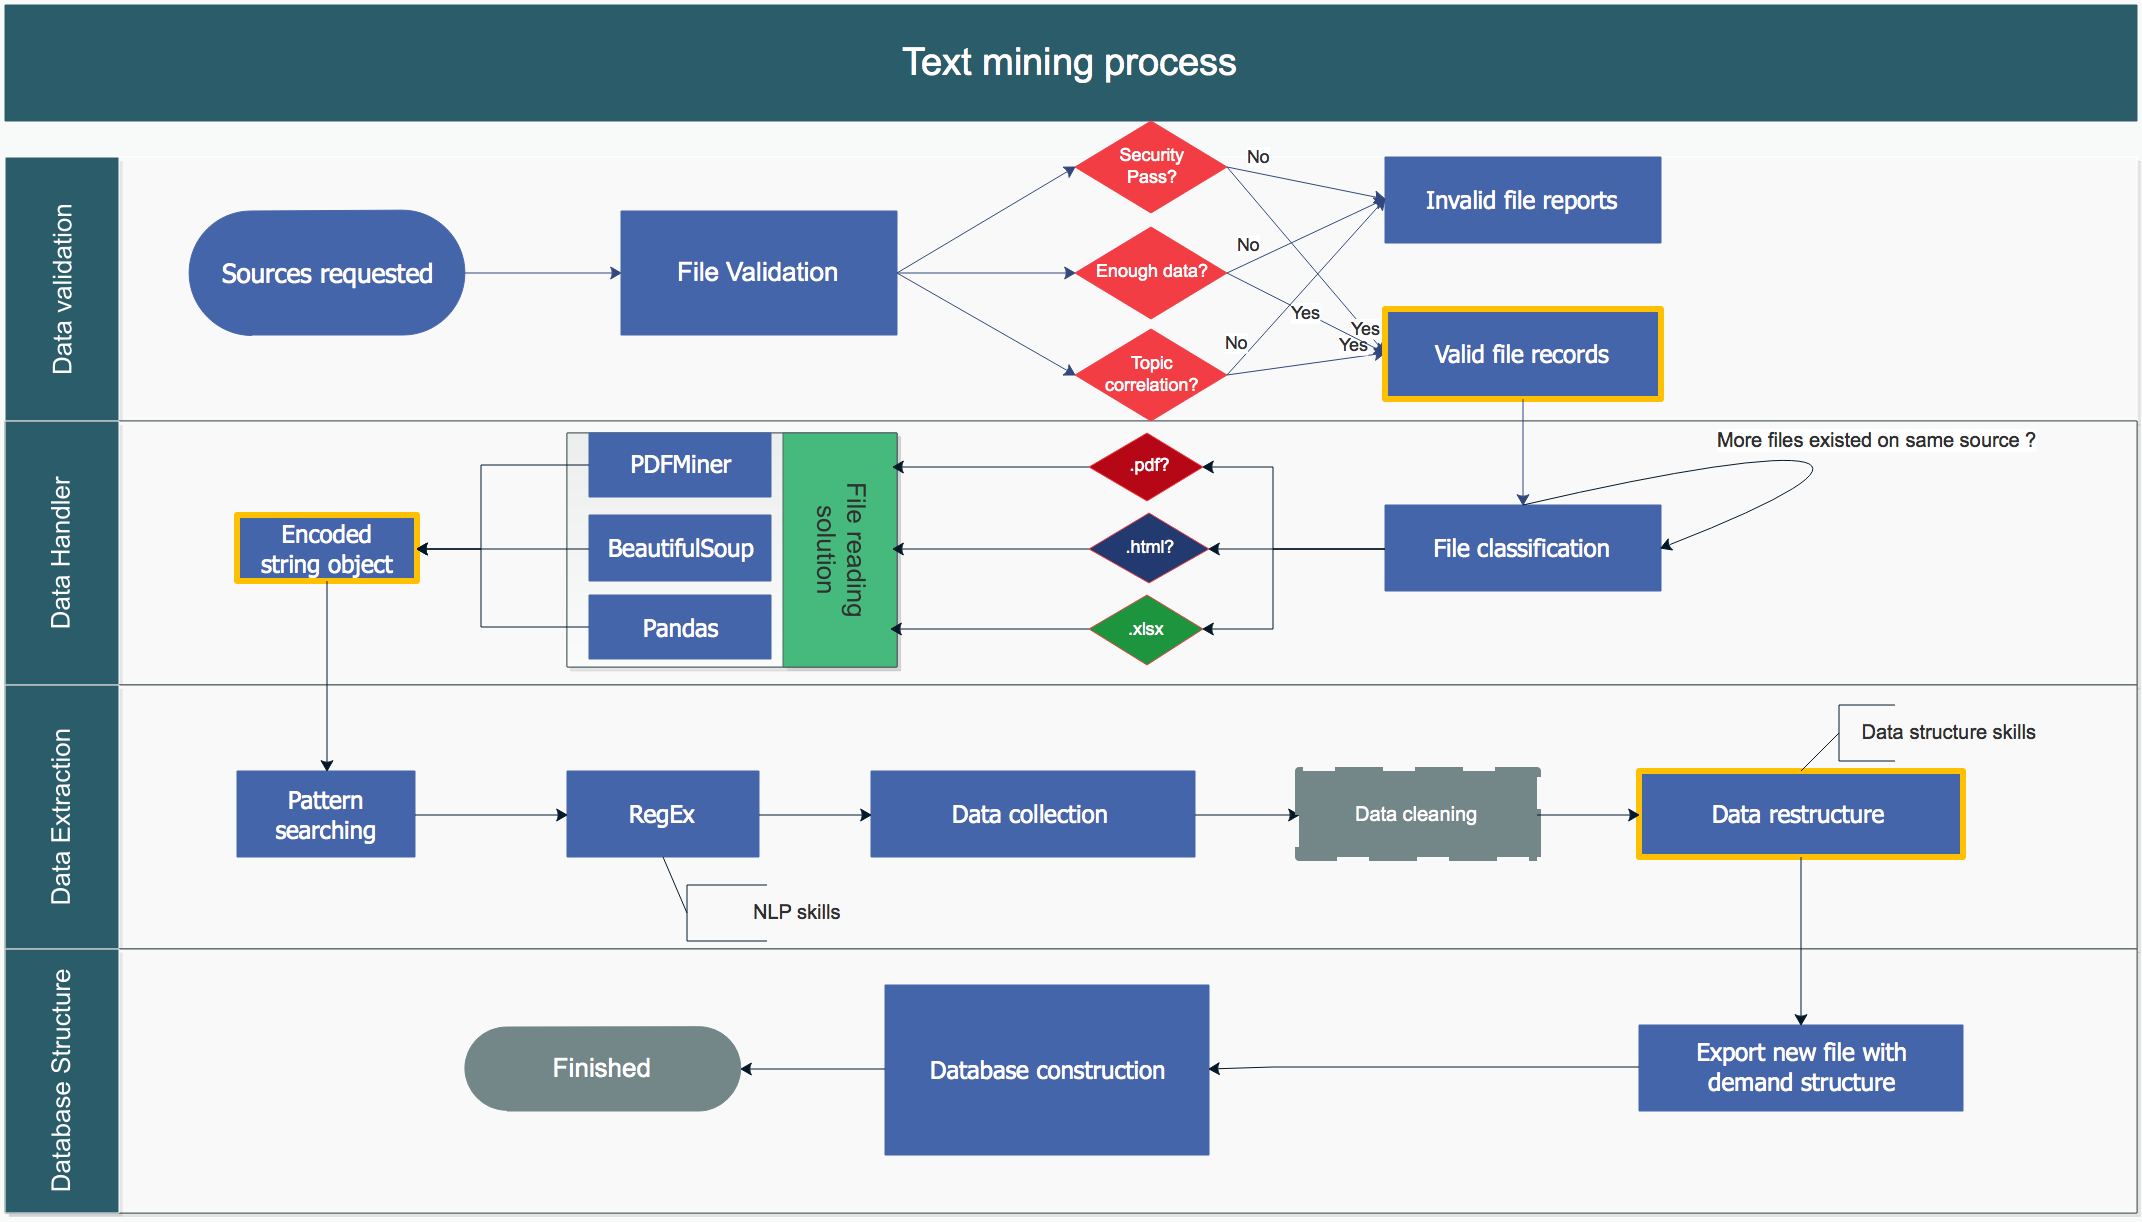 Text mining process
Data validation
Sources requested
File Validation
Security
Pass?
Enough data?
Topic
correlation?
No
No
No
Yes
Yes
Yes
Invalid file reports
Valid file records
Data Handler
More files existed on same source ?
File classification
.pdf?
.html?
.xlsx
File reading
solution
PDFMiner
BeautifulSoup
Pandas
Encoded
string object
Data Extraction
Pattern
searching
RegEx
NLP skills
Data collection
Data cleaning
Data restructure
Data structure skills
Database Structure
Export new file with
demand structure
Database construction
Finished